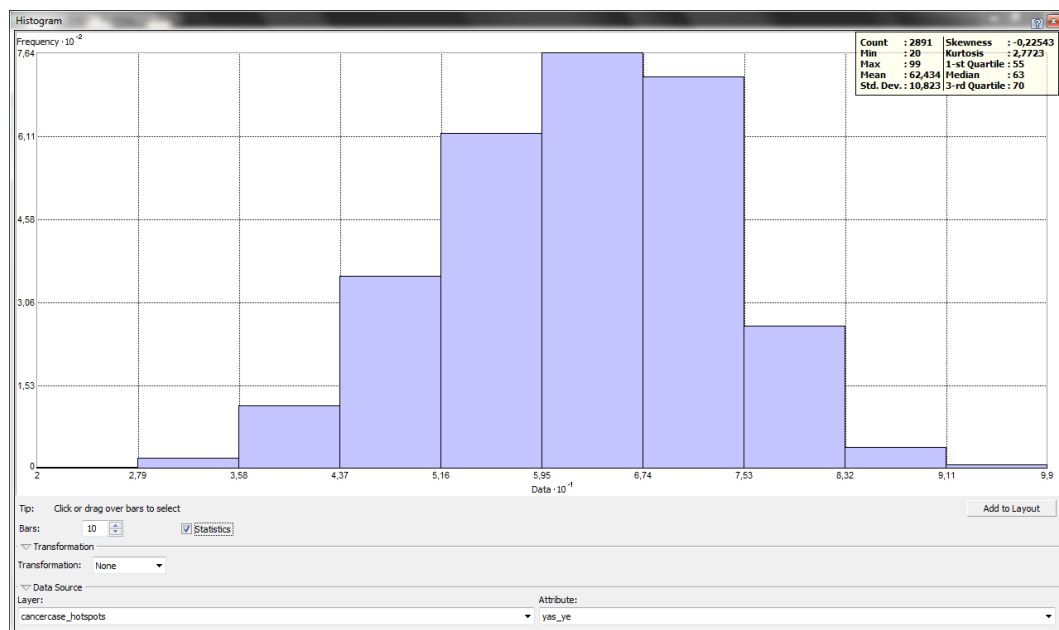 Histogram
Frequency · 10 -2
Count : 2891 Skewness : -0,22543
Min : 20 Kurtosis : 2,7723
Max : 99 1-st Quartile : 55
Mean : 62,434 Median : 63
Std. Dev. : 10,823 3-rd Quartile : 70
7,64
6,11
4,58
3,06
1,53
0
2 2,79 3,58 4,37 5,16 5,95 6,74 7,53 8,32 9,11 9,9
Data · 10 -1
Tip: Click or drag over bars to select Add to Layout
Bars: 10 Statistics
Transformation
Transformation: None
Data Source
Layer: Attribute:
cancercase_hotspots yas_ye